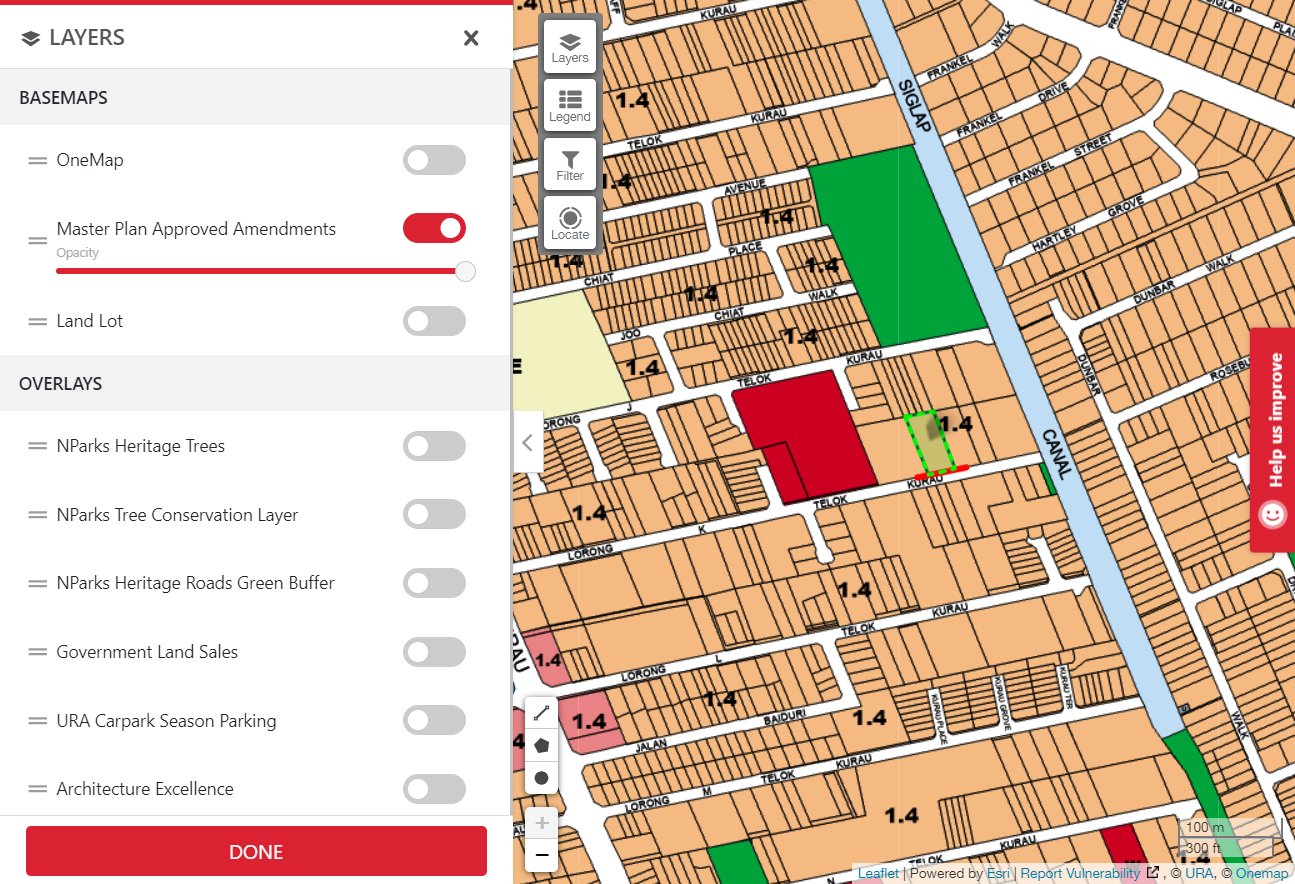 LAYERS
BASEMAPS
OneMap
Master Plan Approved Amendments
Opacity
Land Lot
OVERLAYS
NParks Heritage Trees
NParks Tree Conservation Layer
NParks Heritage Roads Green Buffer
Government Land Sales
URA Carpark Season Parking
Architecture Excellence
DONE
Layers
Legend
Filter
Locate
KURAU
1.4
TELOK
KURAU
1.4
AVENUE
1.4
PLACE
1.4
1.4
CHIAT
1.4
WALK
CHIAT
JOO
1.4
1.4
KURAU
TELOK
J
LORONG
E
SIGLAP
CANAL
FRANKEL
WALK
FRANKEL
DRIVE
FRANKEL
STREET
HARTLEY
GROVE
DUNBAR
WALK
DUNBAR
SIGLAP
1.4
KURAU
TELOK
K
LORONG
1.4
1.4
KURAU
TELOK
L
LORONG
1.4
1.4
1.4
BAIDURI
JALAN
1.4
KURAU PLACE
KURAU GROVE
KURAU TER
KURAU
TELOK
M
LORONG
1.4
WALK
KURAU
TELOK
N
1.4
Help us improve
100 m
300 ft
Leaflet | Powered by Esri | Report Vulnerability , © URA, © Onemap